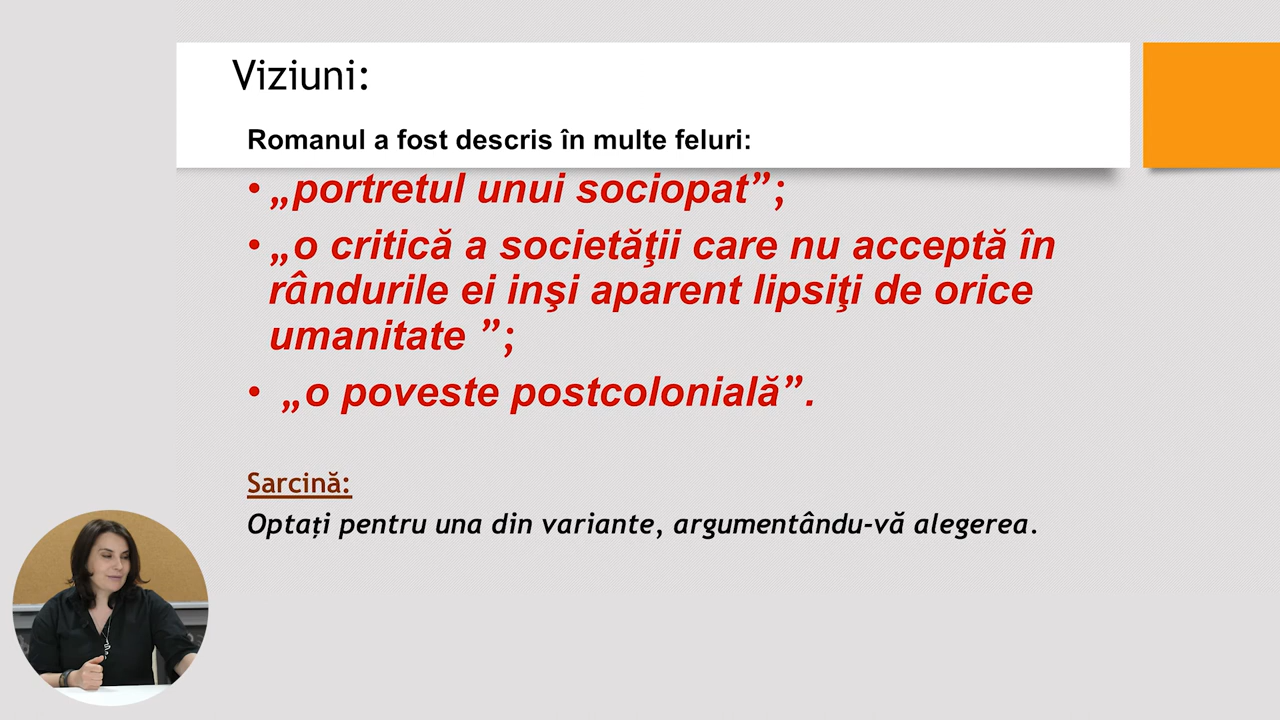 Viziuni:
Romanul a fost descris în multe feluri:
• „portretul unui sociopat”;
• „o critică a societăţii care nu acceptă în
rândurile ei inşi aparent lipsiţi de orice
umanitate ”;
• „o poveste postcolonială”.
Sarcină:
Optați pentru una din variante, argumentându-vă alegerea.